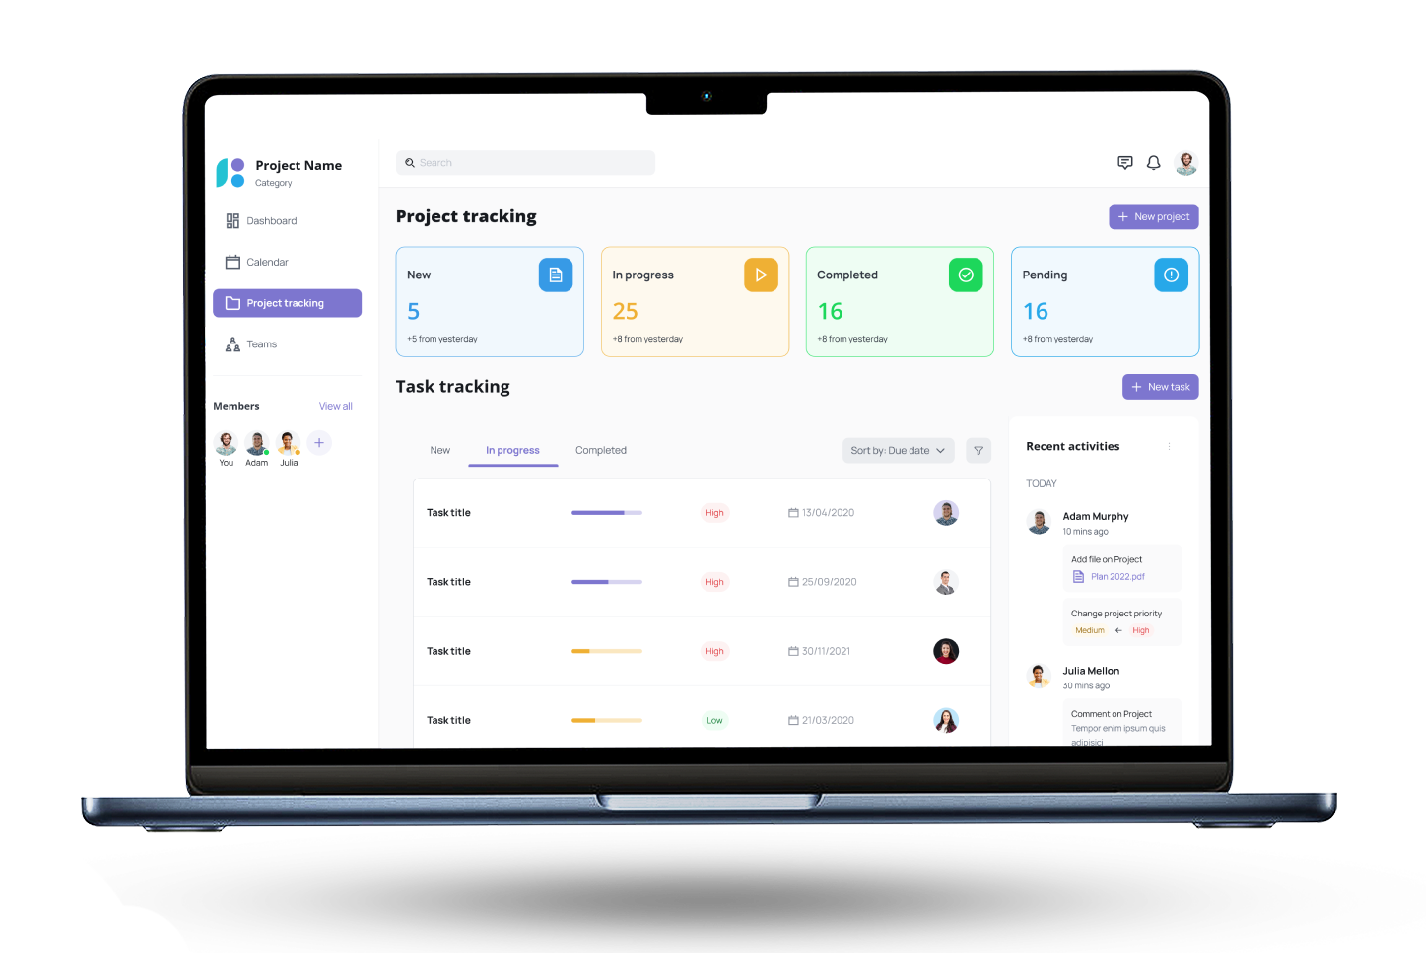 Project Name
Category
Dashboard
Calendar
Project tracking
Teams
Members
View all
You
Adam
Julia
Search
Project tracking
New project
New
5
+5 from yesterday
In progress
25
+8 from yesterday
Completed
16
+8 from yesterday
Pending
16
+8 from yesterday
Task tracking
New task
New
In progress
Completed
Sort by: Due date
Task title
High
13/04/2020
Task title
High
25/09/2020
Task title
High
30/11/2021
Task title
Low
21/03/2020
Recent activities
TODAY
Adam Murphy
10 mins ago
Add file on Project
Plan 2022.pdf
Change project priority
Medium ← High
Julia Mellon
30 mins ago
Comment on Project
Tempor enim ipsum quis
adipisici